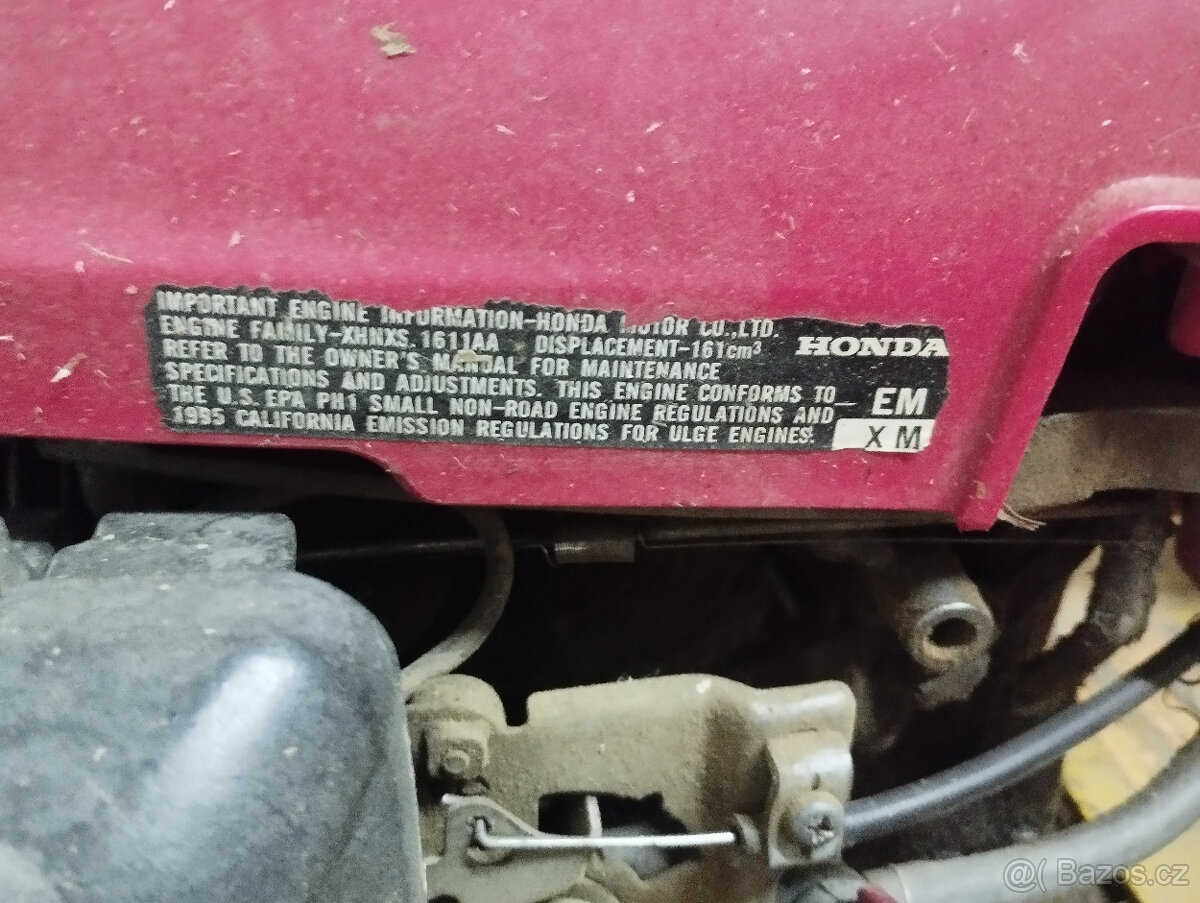 IMPORTANT ENGINE INFORMATION-HONDA MOTOR CO.,LTD.
ENGINE FAMILY-XHNXS.1611AA DISPLACEMENT-161cm³
REFER TO THE OWNER'S MANUAL FOR MAINTENANCE
SPECIFICATIONS AND ADJUSTMENTS. THIS ENGINE CONFORMS TO
THE U.S. EPA PH1 SMALL NON-ROAD ENGINE REGULATIONS AND
1995 CALIFORNIA EMISSION REGULATIONS FOR ULGE ENGINES.
HONDA
EM
X M
@( Bazos.cz